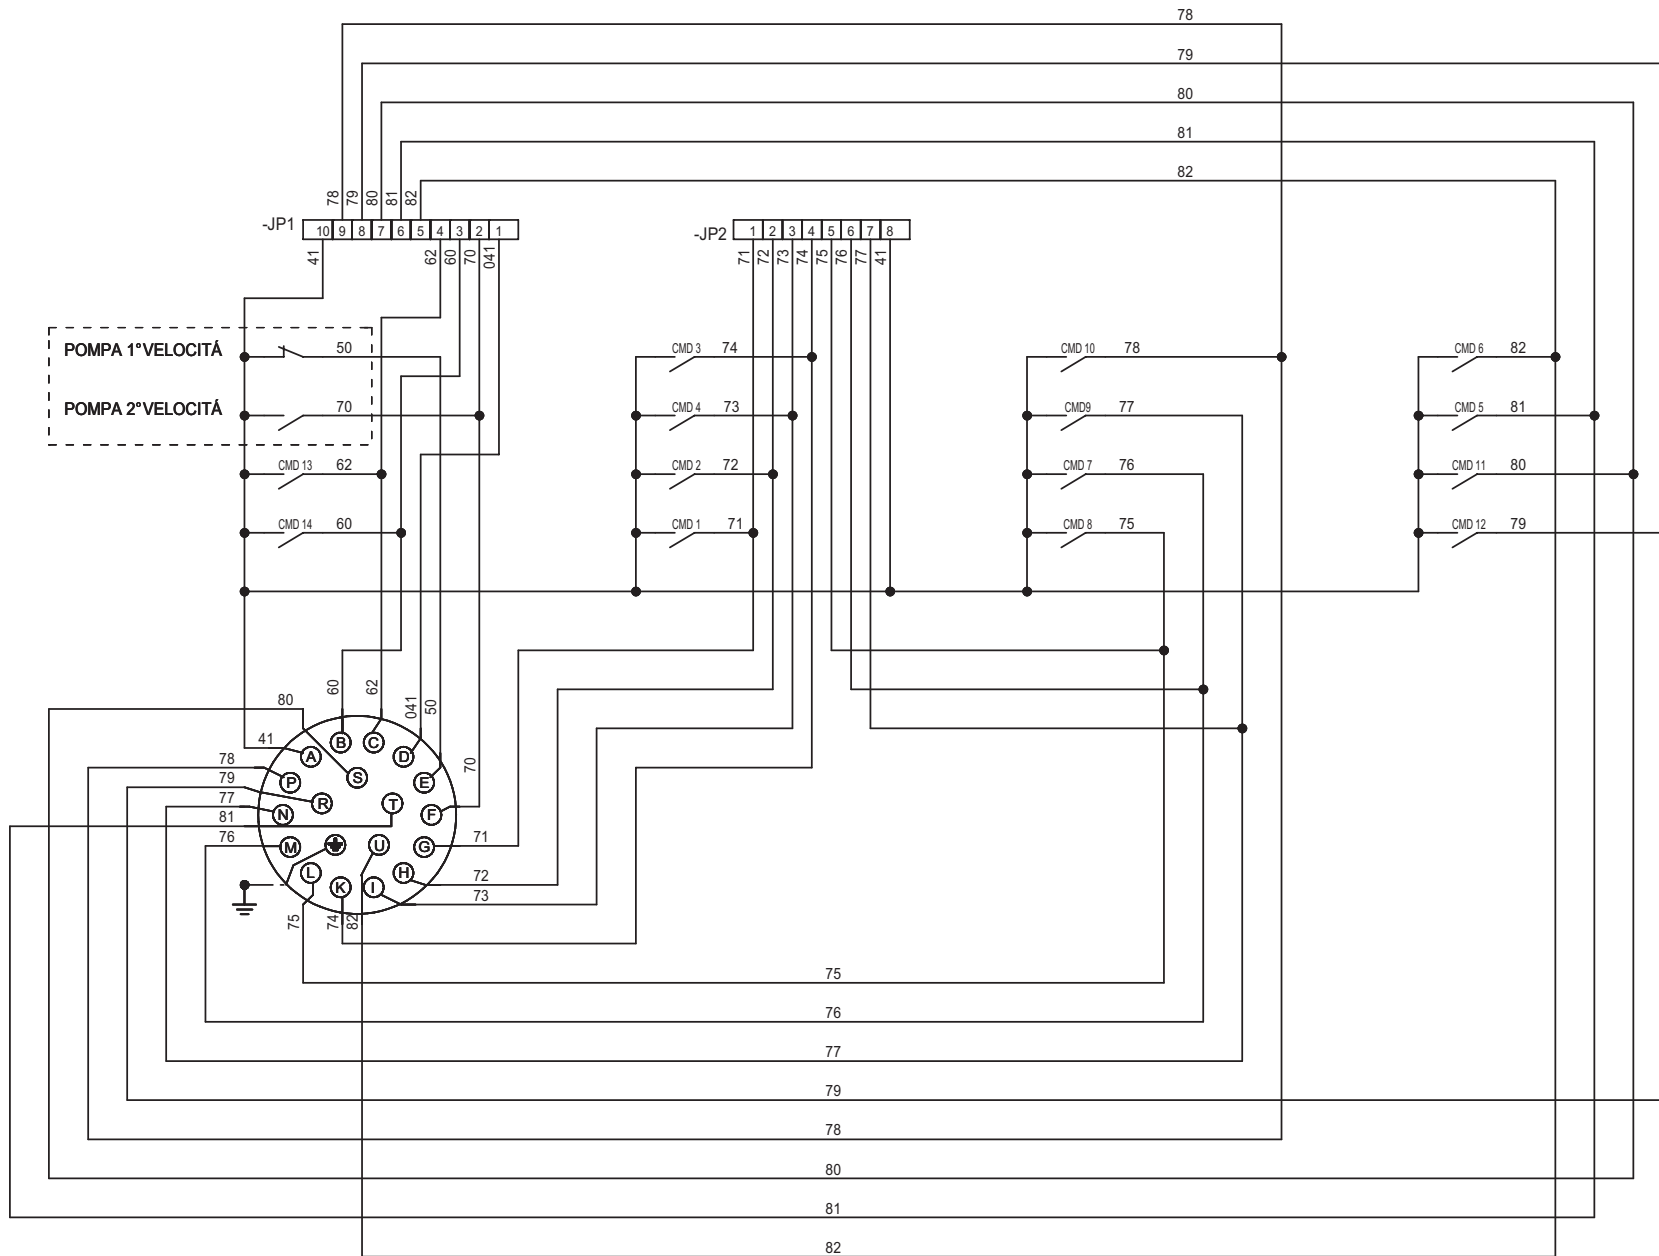 78
79
80
81
82
78 79 80 81 82
-JP1 10 9 8 7 6 5 4 3 2 1
-JP2 1 2 3 4 5 6 7 8
41 62 60 70 041
71 72 73 74 75 76 77 41
POMPA 1°VELOCITÁ 50
CMD 3 74
CMD 10 78
CMD 6 82
POMPA 2°VELOCITÁ 70
CMD 4 73
CMD9 77
CMD 5 81
CMD 13 62
CMD 2 72
CMD 7 76
CMD 11 80
CMD 14 60
CMD 1 71
CMD 8 75
CMD 12 79
80 60 62 041 50
41
78
79
77
81
76
70
A B C D E F G H I K L M N P R S T U
71
72
73
75 74 82
75
76
77
79
78
80
81
82